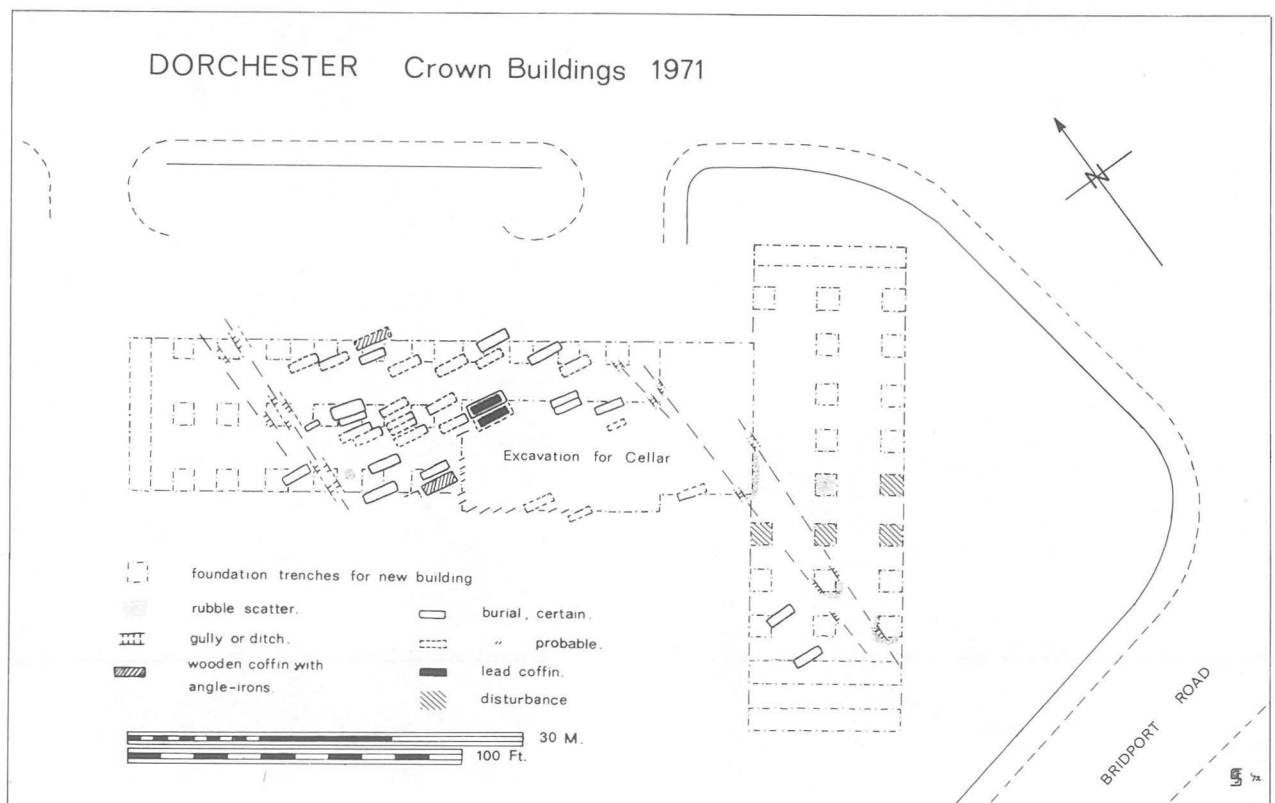 DORCHESTER Crown Buildings 1971
N
Excavation for Cellar
foundation trenches for new building
rubble scatter.
gully or ditch.
wooden coffin with
angle-irons.
burial, certain.
" probable.
lead coffin.
disturbance
30 M.
100 Ft.
BRIDPORT ROAD
'72